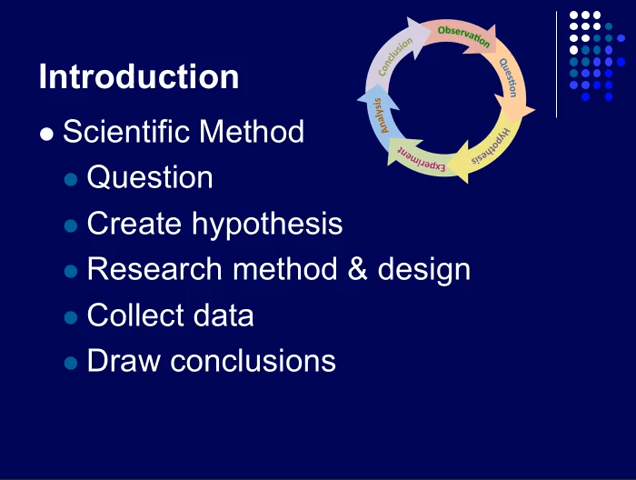 Introduction
Scientific Method
Question
Create hypothesis
Research method & design
Collect data
Draw conclusions
Observation
Question
Hypothesis
Experiment
Analysis
Conclusion